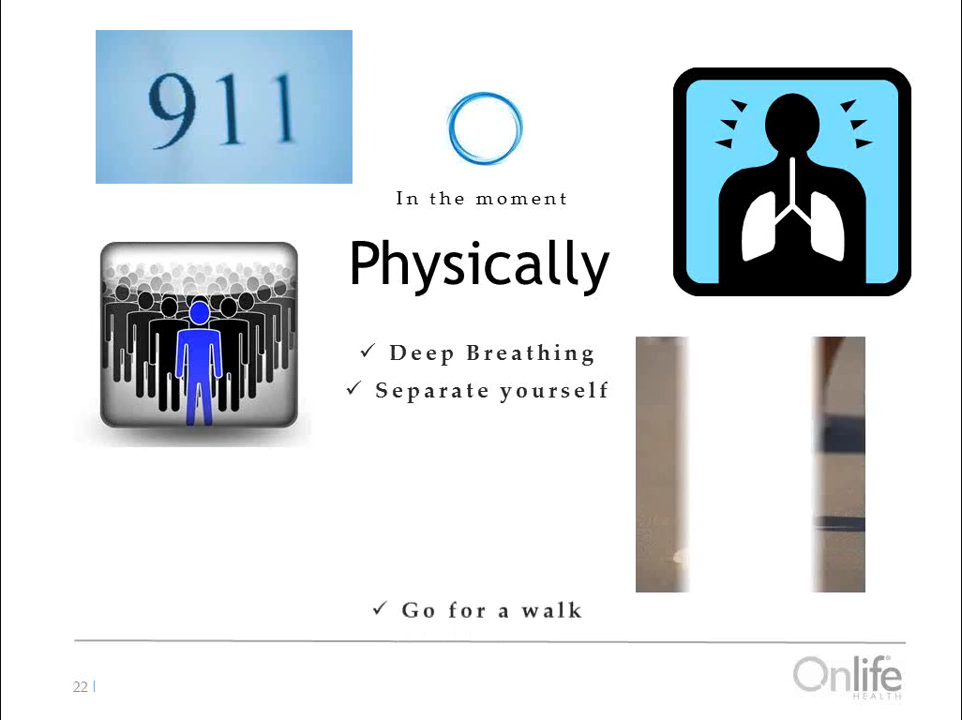 911
In the moment
Physically
✓ Deep Breathing
✓ Separate yourself
✓ Go for a walk
22 |
Onlife
HEALTH